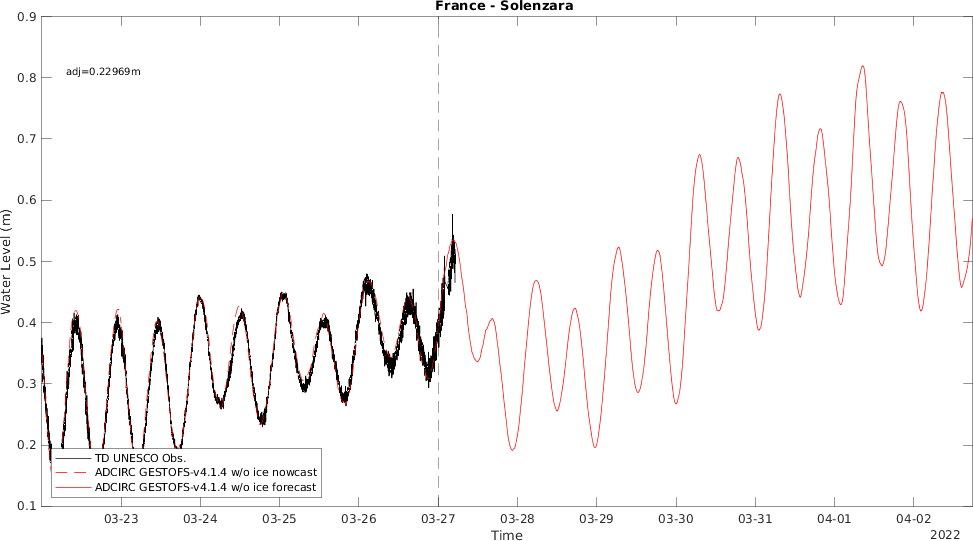 France - Solenzara
0.9
0.8
0.7
0.6
0.5
0.4
0.3
0.2
0.1
Water Level (m)
adj=0.22969m
TD UNESCO Obs.
ADCIRC GESTOFS-v4.1.4 w/o ice nowcast
ADCIRC GESTOFS-v4.1.4 w/o ice forecast
03-23 03-24 03-25 03-26 03-27 03-28 03-29 03-30 03-31 04-01 04-02
Time
2022